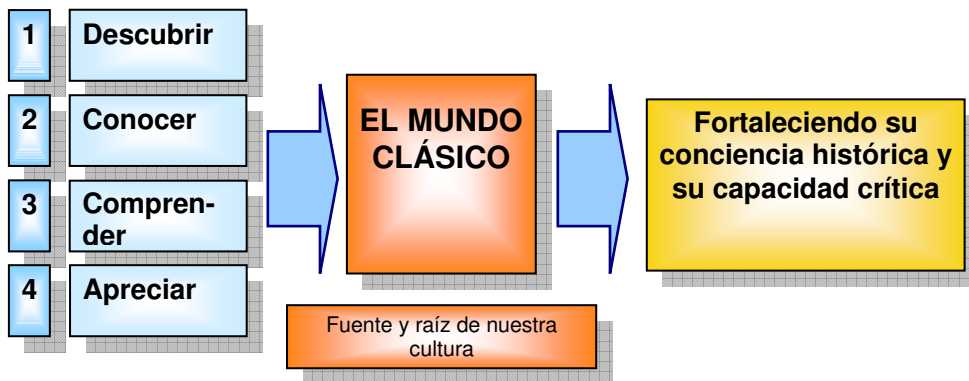 1 Descubrir
2 Conocer
3 Compren-
der
4 Apreciar
EL MUNDO
CLÁSICO
Fuente y raíz de nuestra
cultura
Fortaleciendo su
conciencia histórica y
su capacidad crítica